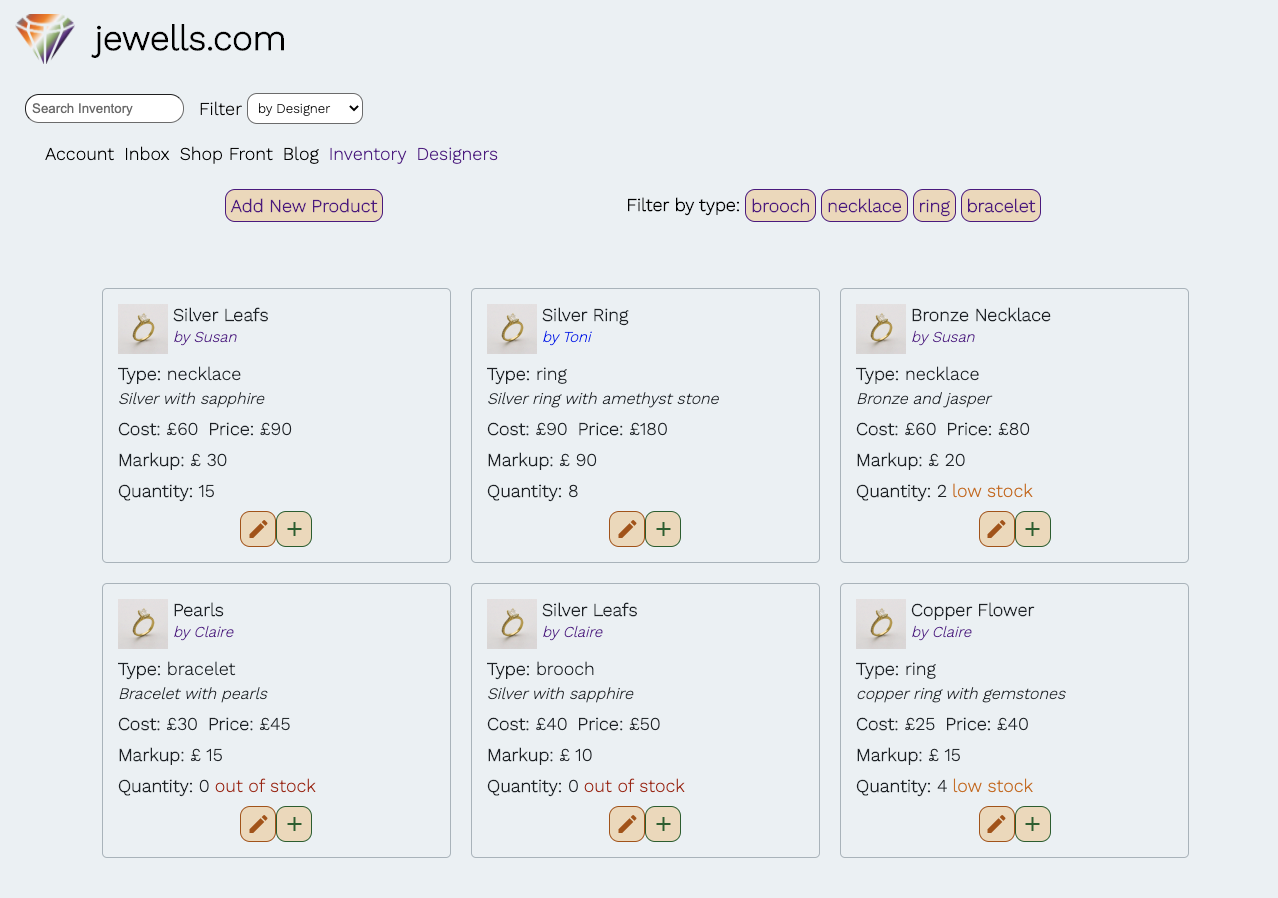 jewells.com
Search Inventory Filter by Designer
Account Inbox Shop Front Blog Inventory Designers
Add New Product Filter by type: brooch necklace ring bracelet
Silver Leafs
by Susan
Type: necklace
Silver with sapphire
Cost: £60 Price: £90
Markup: £ 30
Quantity: 15
Silver Ring
by Toni
Type: ring
Silver ring with amethyst stone
Cost: £90 Price: £180
Markup: £ 90
Quantity: 8
Bronze Necklace
by Susan
Type: necklace
Bronze and jasper
Cost: £60 Price: £80
Markup: £ 20
Quantity: 2 low stock
Pearls
by Claire
Type: bracelet
Bracelet with pearls
Cost: £30 Price: £45
Markup: £ 15
Quantity: 0 out of stock
Silver Leafs
by Claire
Type: brooch
Silver with sapphire
Cost: £40 Price: £50
Markup: £ 10
Quantity: 0 out of stock
Copper Flower
by Claire
Type: ring
copper ring with gemstones
Cost: £25 Price: £40
Markup: £ 15
Quantity: 4 low stock